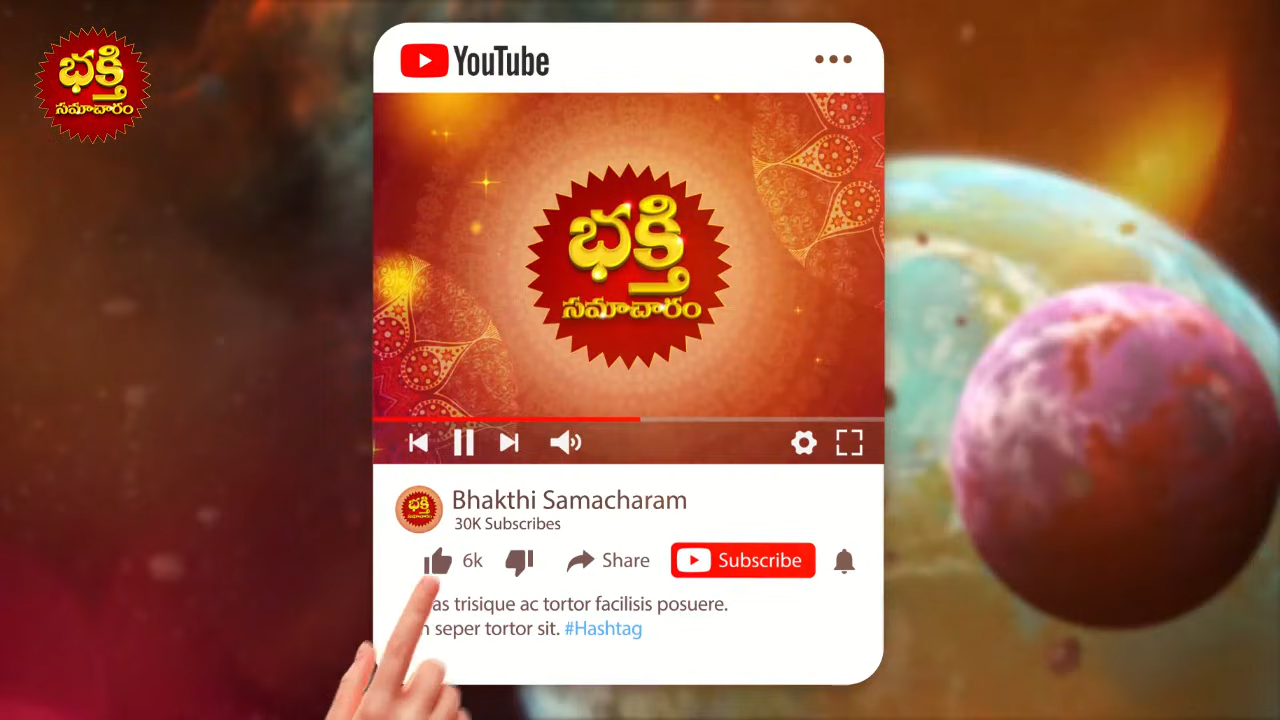 భక్తి
సమాచారం
YouTube
భక్తి
సమాచారం
భక్తి
Bhakthi Samacharam
30K Subscribes
6k Share Subscribe
as trisique ac tortor facilisis posuere.
seper tortor sit. #Hashtag